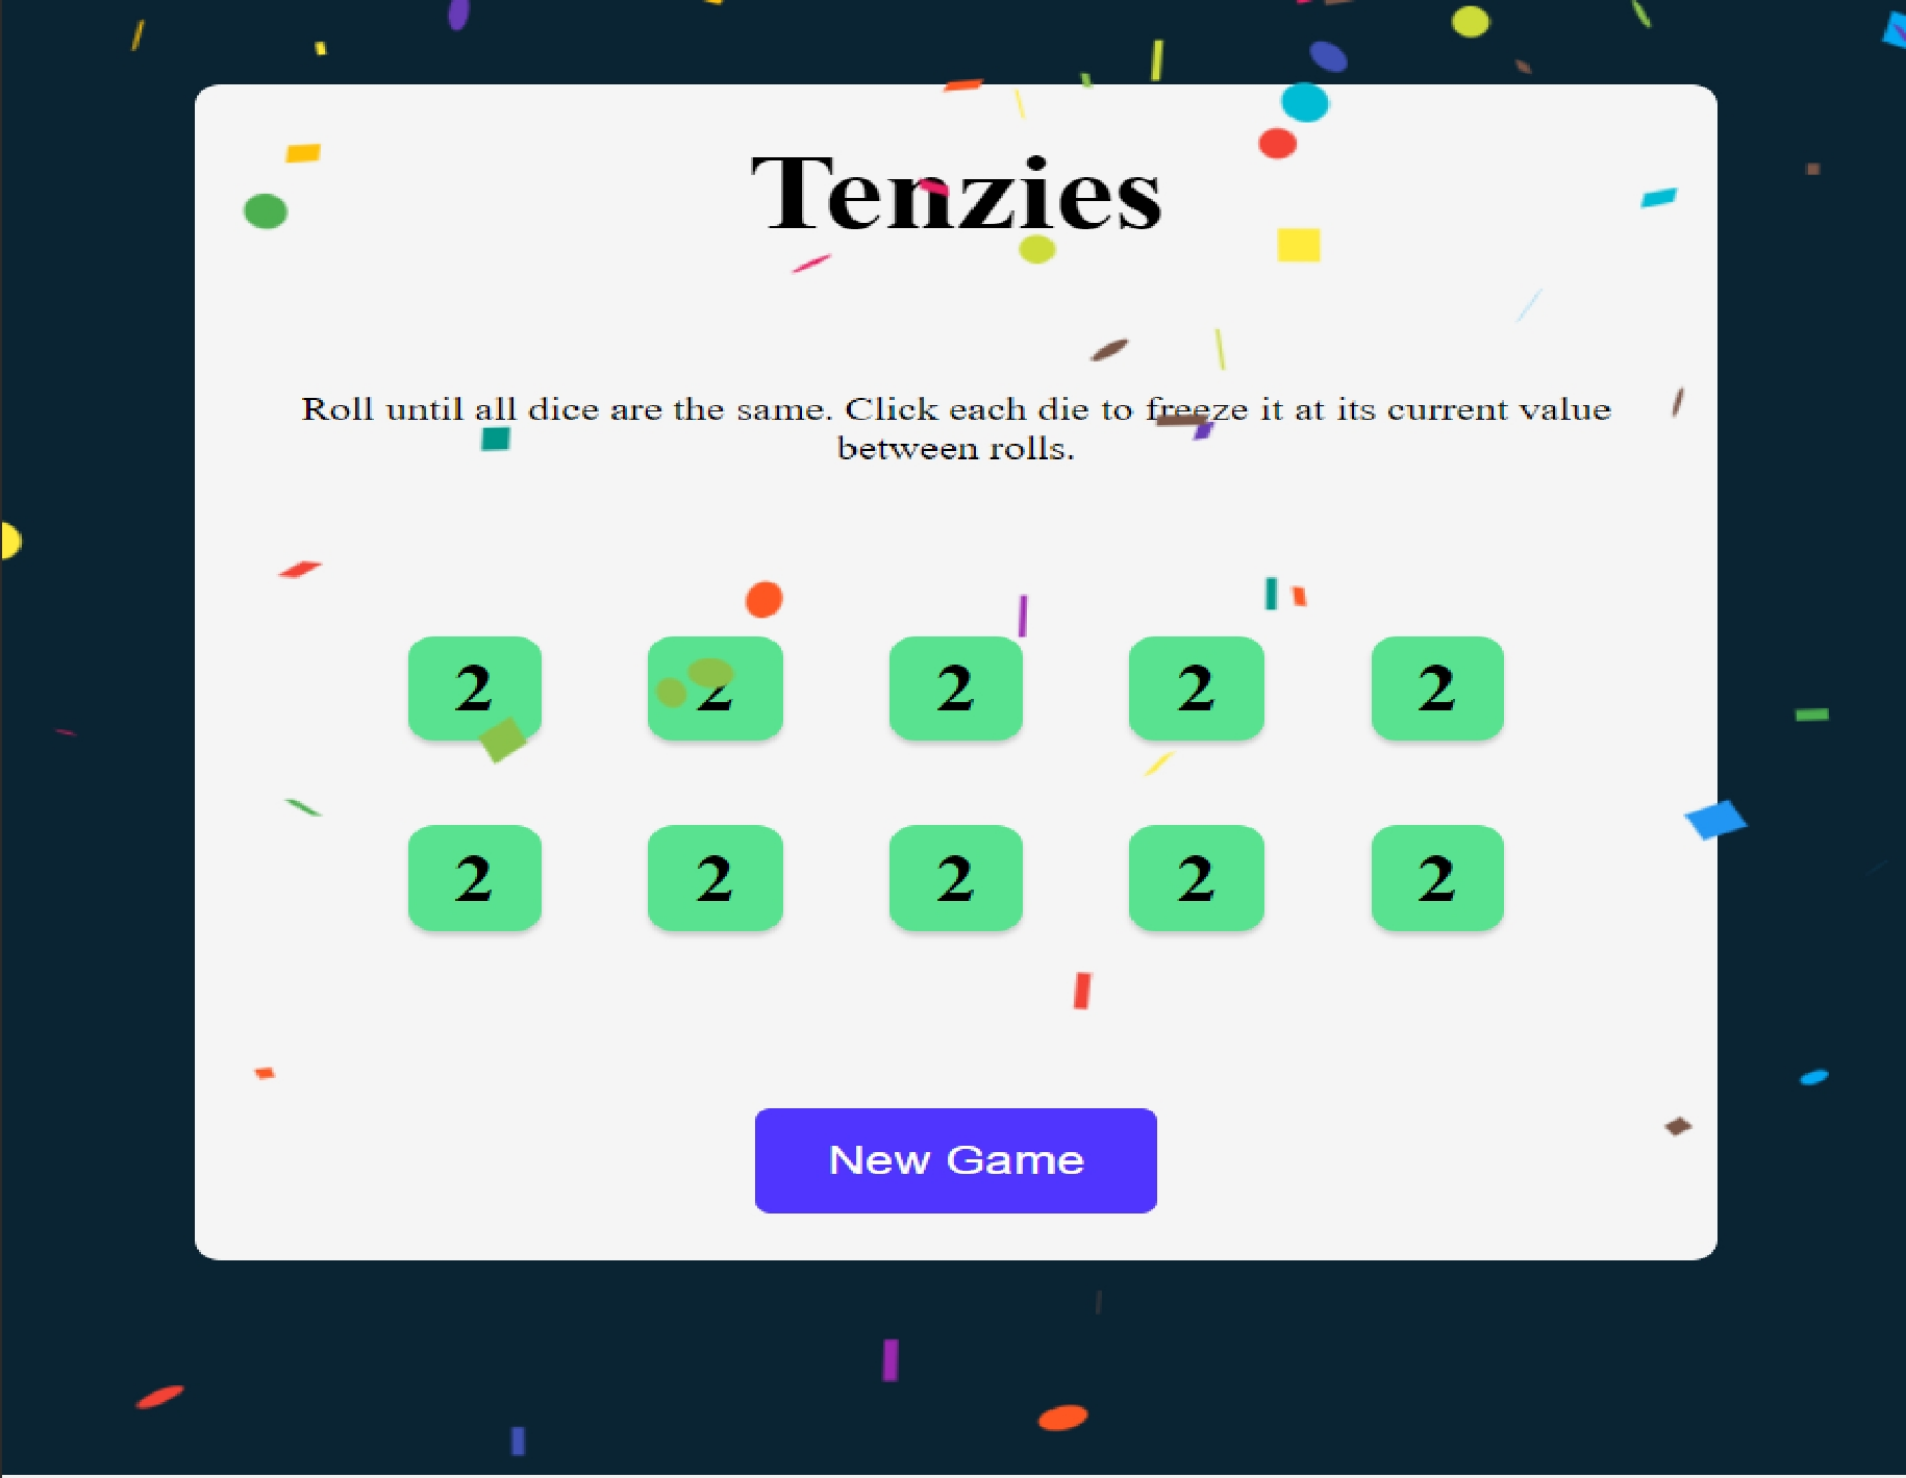 Tenzies
Roll until all dice are the same. Click each die to freeze it at its current value
between rolls.
2 2 2 2 2
2 2 2 2 2
New Game